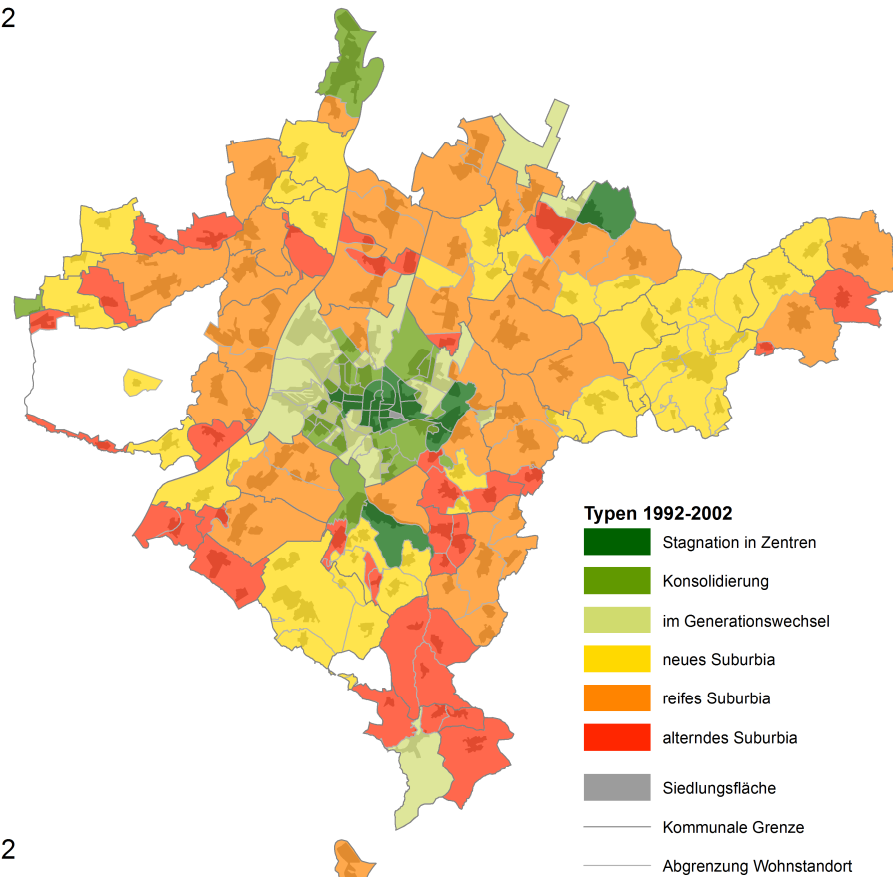 2
Typen 1992-2002
Stagnation in Zentren
Konsolidierung
im Generationswechsel
neues Suburbia
reifes Suburbia
alterndes Suburbia
Siedlungsfläche
Kommunale Grenze
2
Abgrenzung Wohnstandort